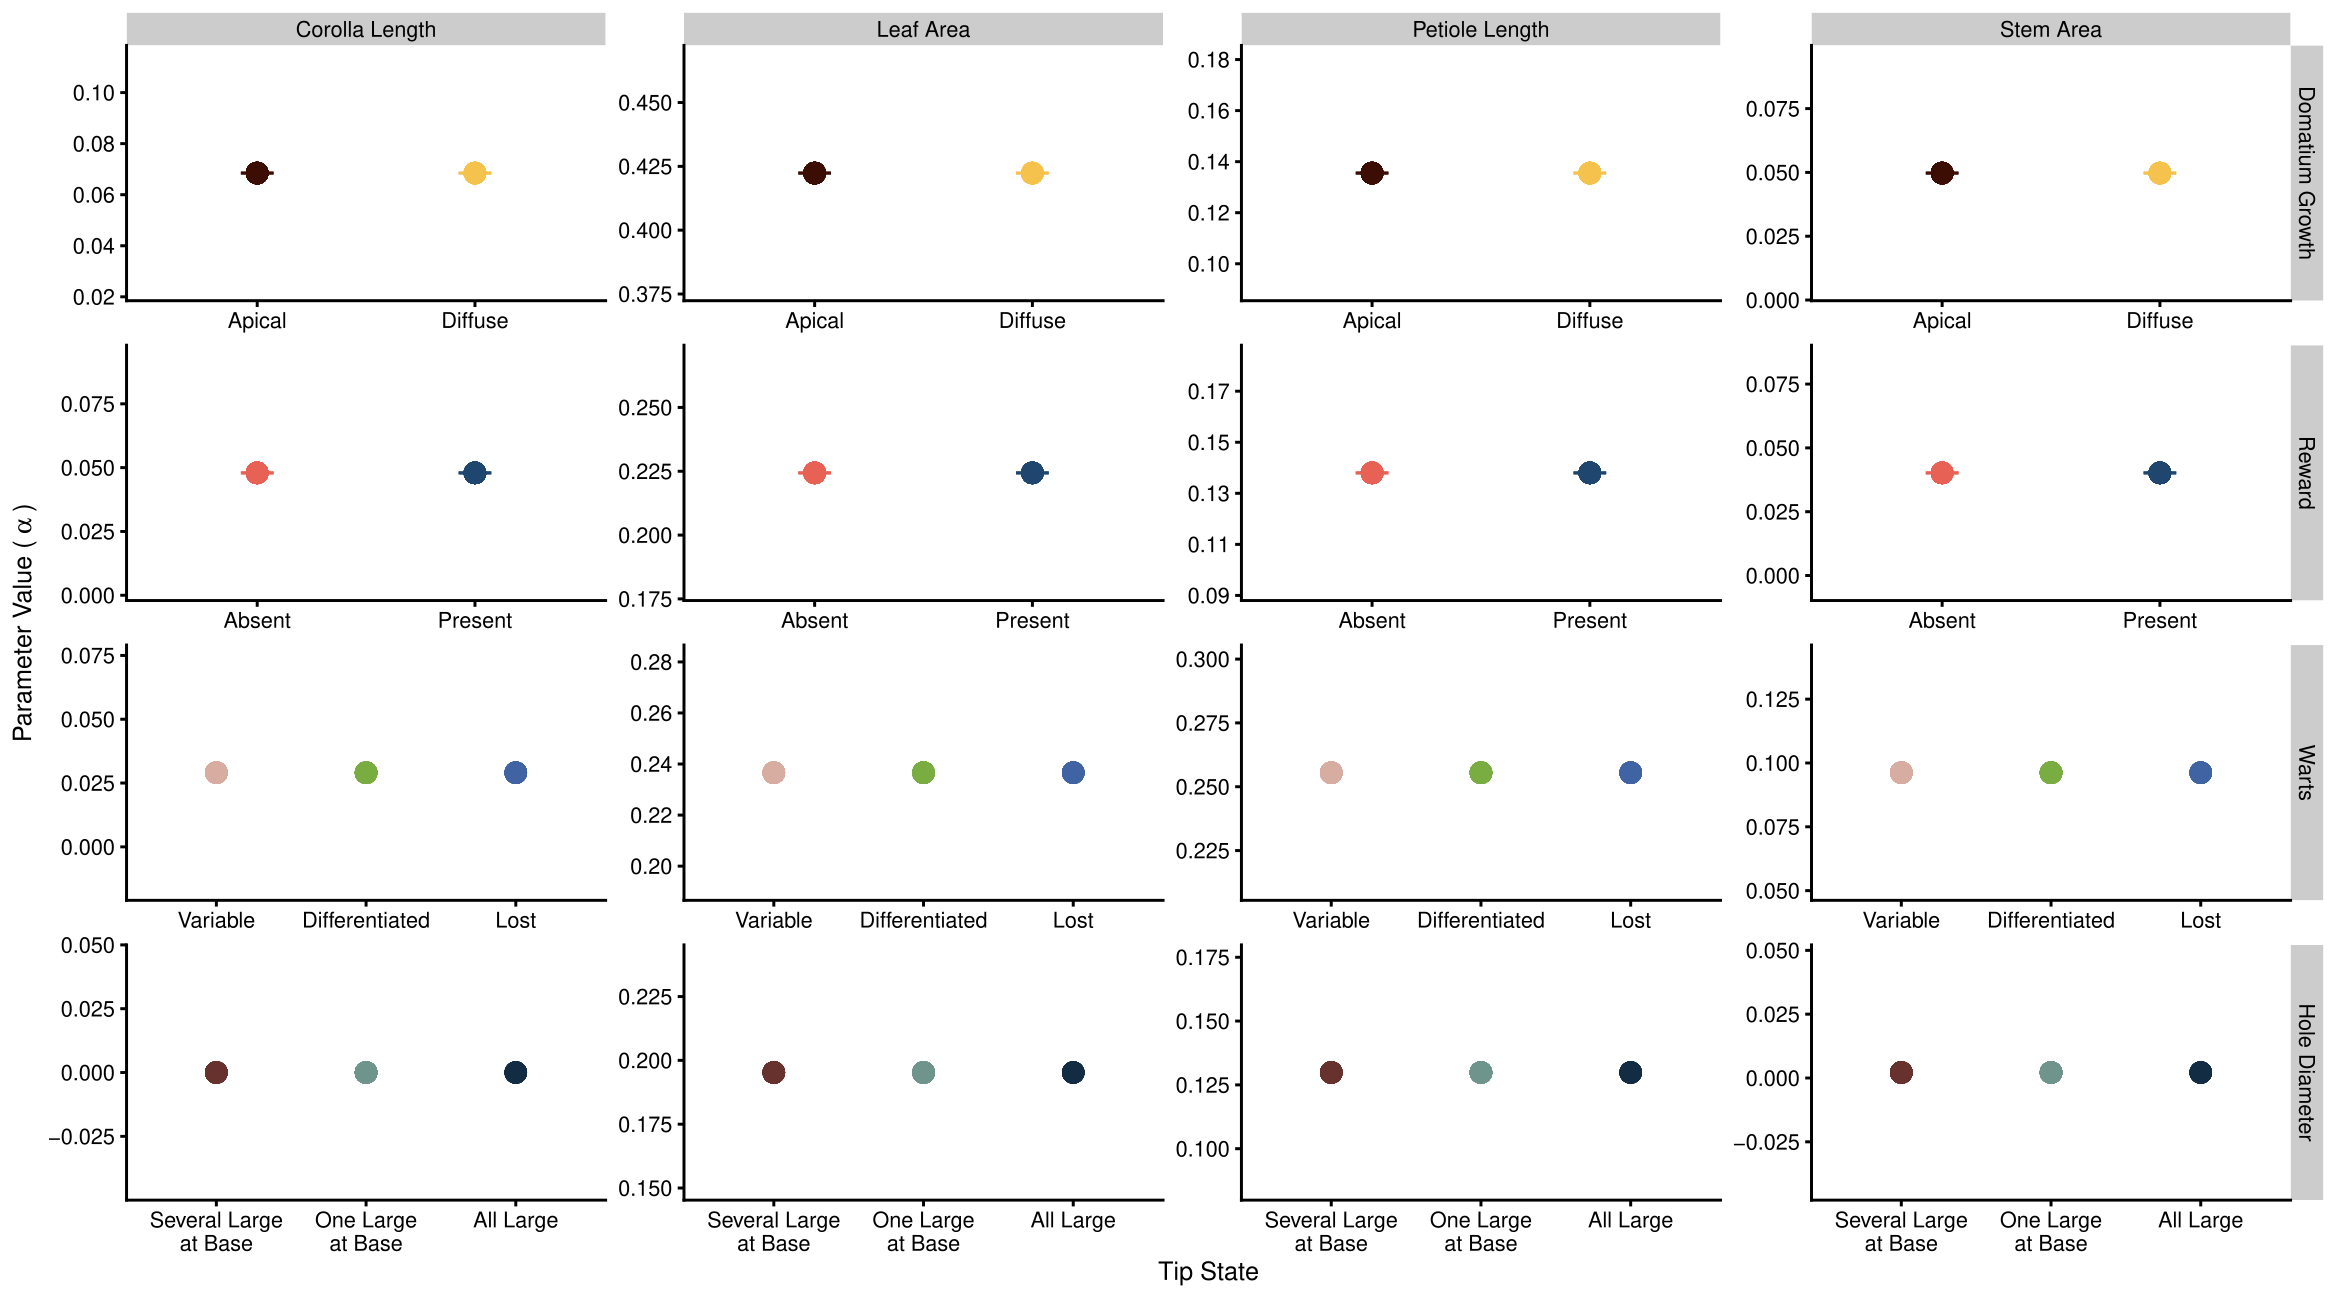 Corolla Length
Leaf Area
Petiole Length
Stem Area
0.10
0.08
0.06
0.04
0.02
Apical
Diffuse
0.450
0.425
0.400
0.375
Apical
Diffuse
0.18
0.16
0.14
0.12
0.10
Apical
Diffuse
0.075
0.050
0.025
0.000
Apical
Diffuse
Domatium Growth
Parameter Value ( α )
0.075
0.050
0.025
0.000
Absent
Present
0.250
0.225
0.200
0.175
Absent
Present
0.17
0.15
0.13
0.11
0.09
Absent
Present
0.075
0.050
0.025
0.000
Absent
Present
Reward
0.075
0.050
0.025
0.000
Variable
Differentiated
Lost
0.28
0.26
0.24
0.22
0.20
Variable
Differentiated
Lost
0.300
0.275
0.250
0.225
Variable
Differentiated
Lost
0.125
0.100
0.075
0.050
Variable
Differentiated
Lost
Warts
0.050
0.025
0.000
−0.025
Several Large
at Base
One Large
at Base
All Large
0.225
0.200
0.175
0.150
Several Large
at Base
One Large
at Base
All Large
0.175
0.150
0.125
0.100
Several Large
at Base
One Large
at Base
All Large
0.050
0.025
0.000
−0.025
Several Large
at Base
One Large
at Base
All Large
Hole Diameter
Tip State